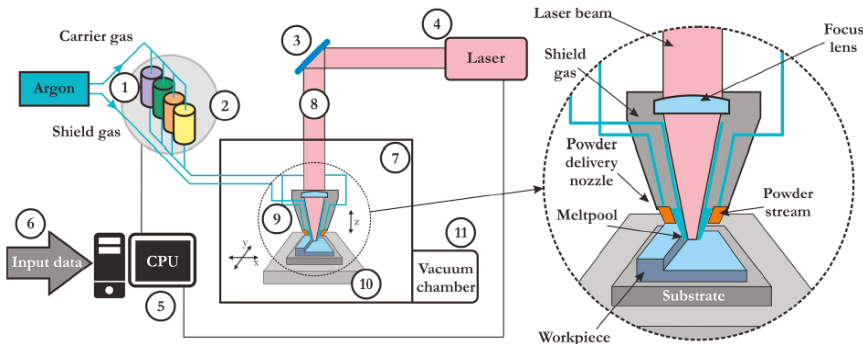 Carrier gas
Argon
Shield gas
1
2
3
4
Laser
8
7
9
z
y
x
10
11
Vacuum
chamber
6
Input data
CPU
5
Laser beam
Focus
lens
Shield
gas
Powder
delivery
nozzle
Powder
stream
Meltpool
Substrate
Workpiece